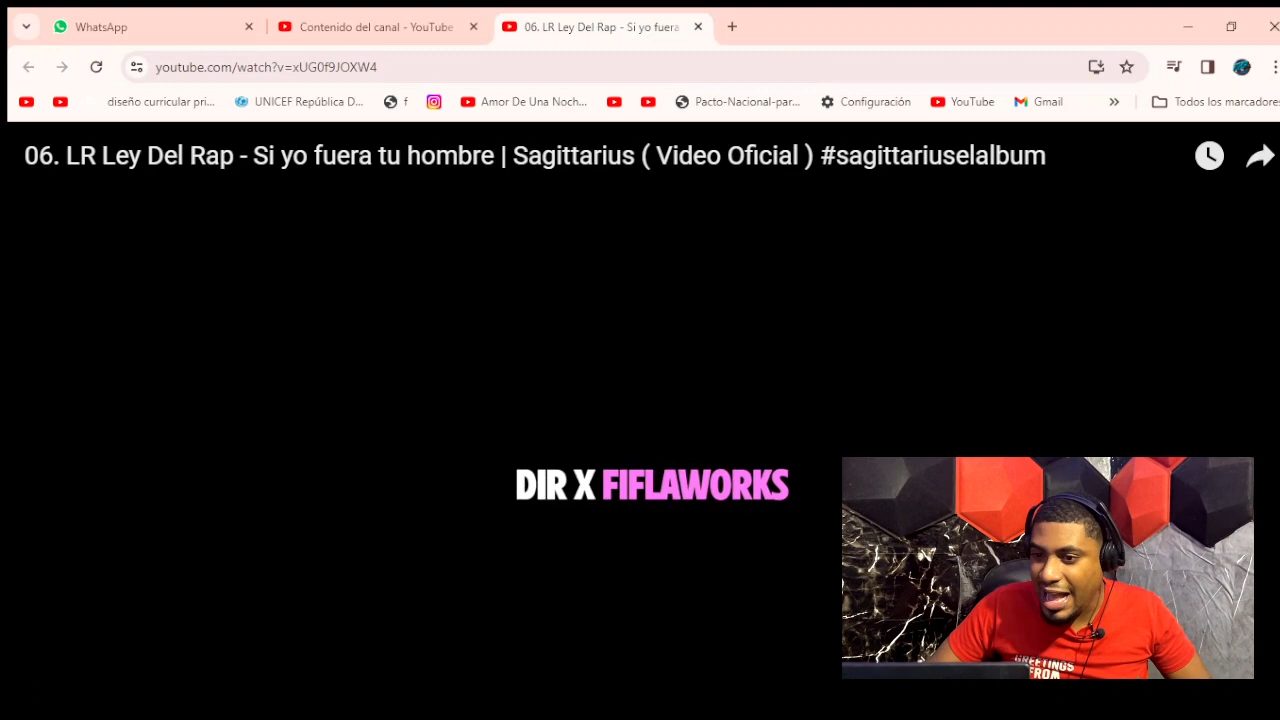 WhatsApp
Contenido del canal - YouTube
06. LR Ley Del Rap - Si yo fuera
youtube.com/watch?v=xUG0f9JOXW4
diseño curricular pri...
UNICEF República D...
f
Amor De Una Noch...
Pacto-Nacional-par...
Configuración
YouTube
Gmail
Todos los marcadores
06. LR Ley Del Rap - Si yo fuera tu hombre | Sagittarius ( Video Oficial ) #sagittariuselalbum
DIR X FIFLAWORKS
GREETINGS
FROM